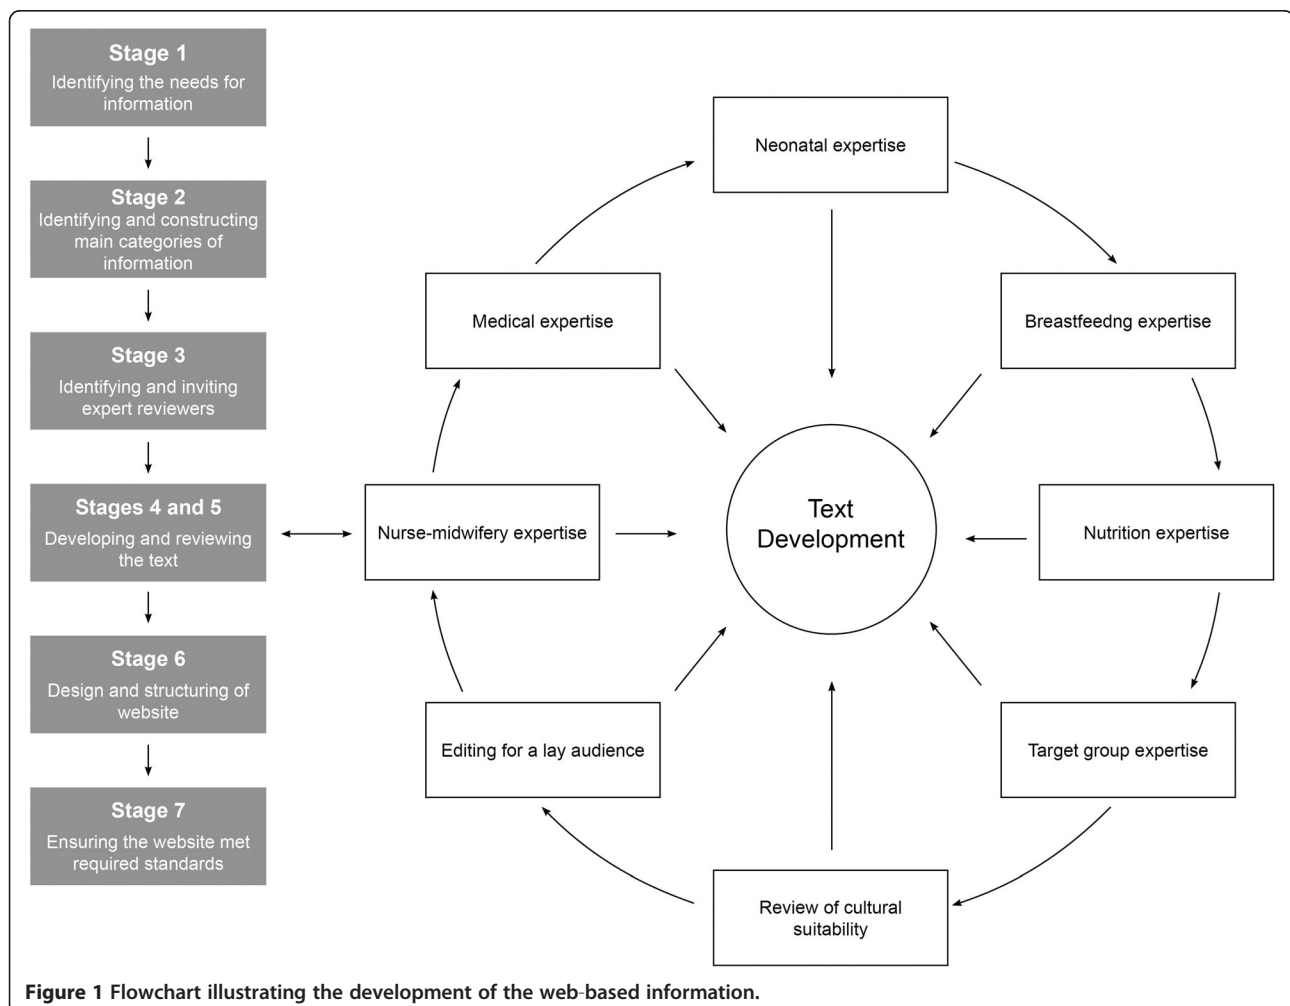 Stage 1
Identifying the needs for
information
Stage 2
Identifying and constructing
main categories of
information
Stage 3
Identifying and inviting
expert reviewers
Stages 4 and 5
Developing and reviewing
the text
Stage 6
Design and structuring of
website
Stage 7
Ensuring the website met
required standards
Neonatal expertise
Medical expertise
Breastfeedng expertise
Nurse-midwifery expertise
Text
Development
Nutrition expertise
Editing for a lay audience
Target group expertise
Review of cultural
suitability
Figure 1 Flowchart illustrating the development of the web-based information.